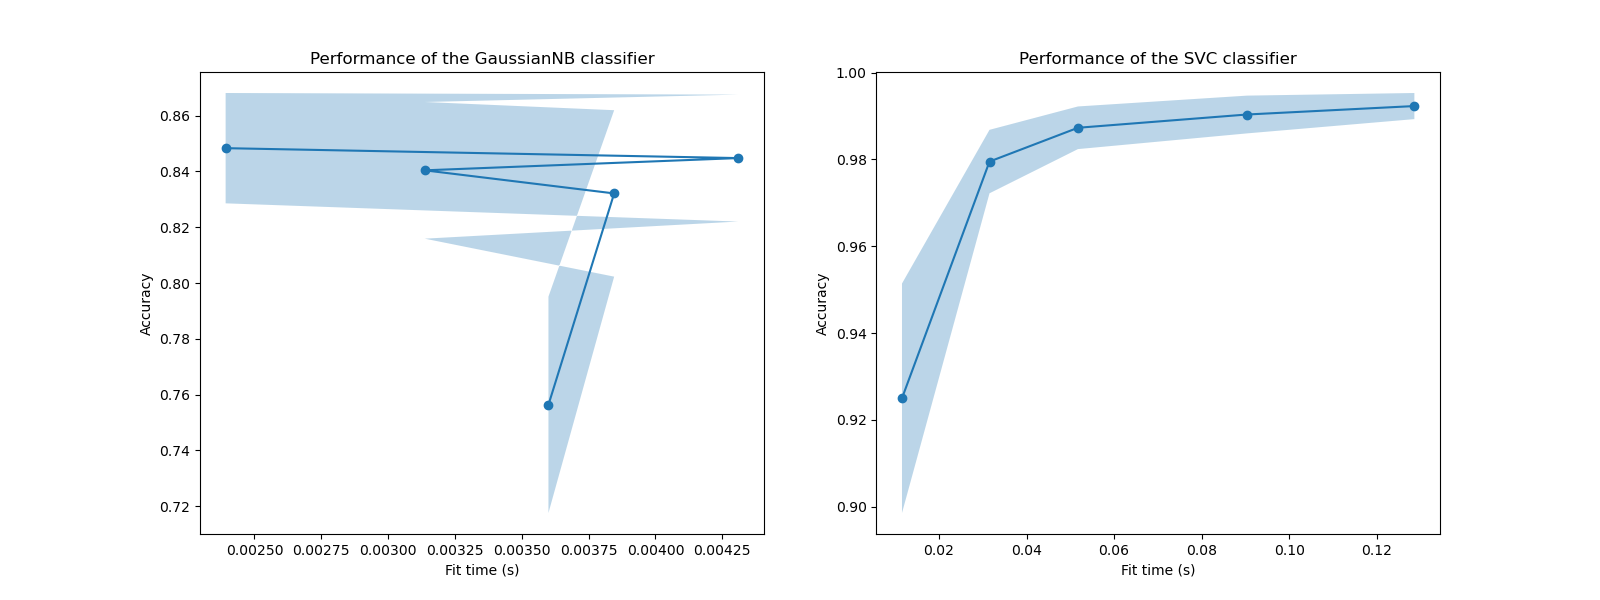 Performance of the GaussianNB classifier
0.86
0.84
0.82
0.80
0.78
0.76
0.74
0.72
Accuracy
0.00250 0.00275 0.00300 0.00325 0.00350 0.00375 0.00400 0.00425
Fit time (s)
Performance of the SVC classifier
1.00
0.98
0.96
0.94
0.92
0.90
Accuracy
0.02 0.04 0.06 0.08 0.10 0.12
Fit time (s)